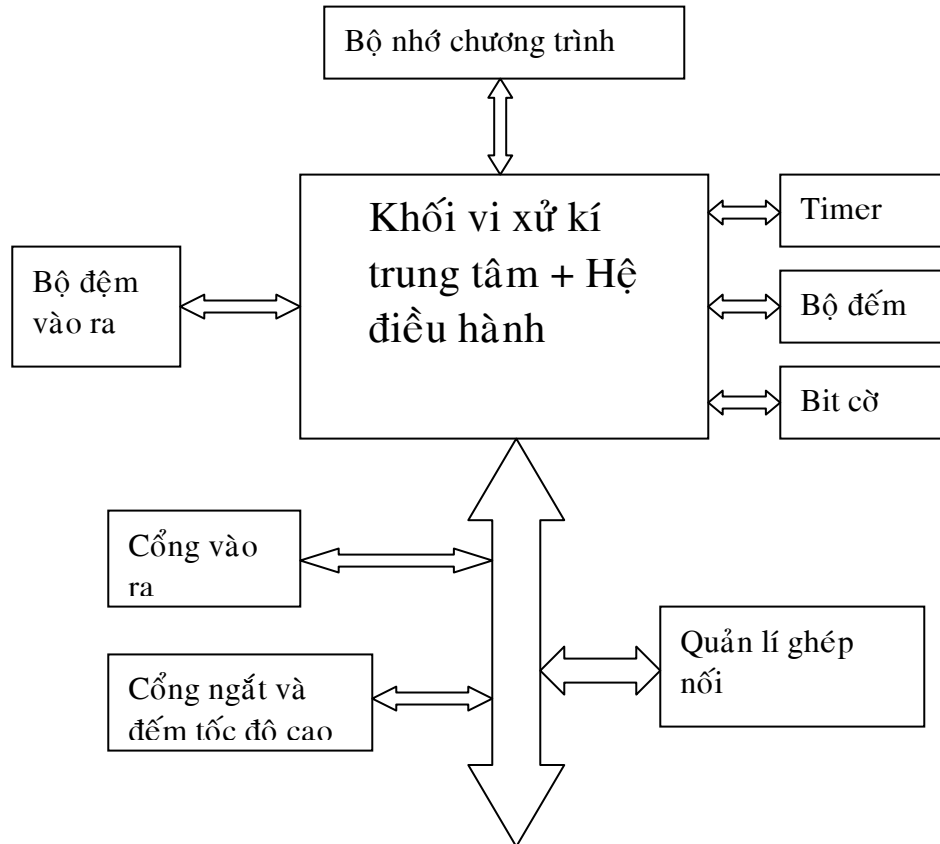 Bộ nhớ chương trình
Khối vi xử kí
trung tâm + Hệ
điều hành
Timer
Bộ đệm
vào ra
Bộ đếm
Bit cờ
Cổng vào
ra
Quản lí ghép
nối
Cổng ngắt và
đếm tốc độ cao